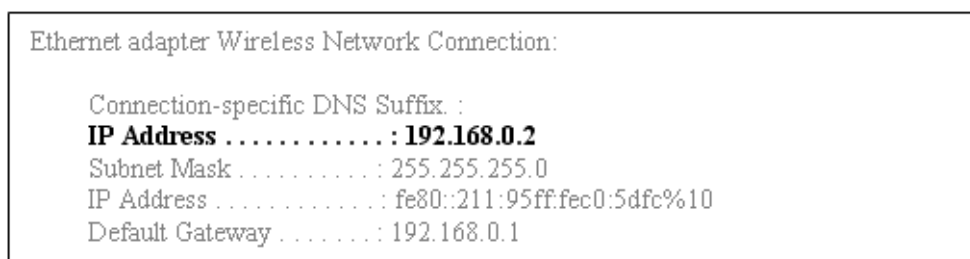 Ethernet adapter Wireless Network Connection:
Connection-specific DNS Suffix. :
IP Address . . . . . . . . . . . . : 192.168.0.2
Subnet Mask . . . . . . . . . . : 255.255.255.0
IP Address . . . . . . . . . . . . : fe80::211:95ff:fec0:5dfc%10
Default Gateway . . . . . . . : 192.168.0.1